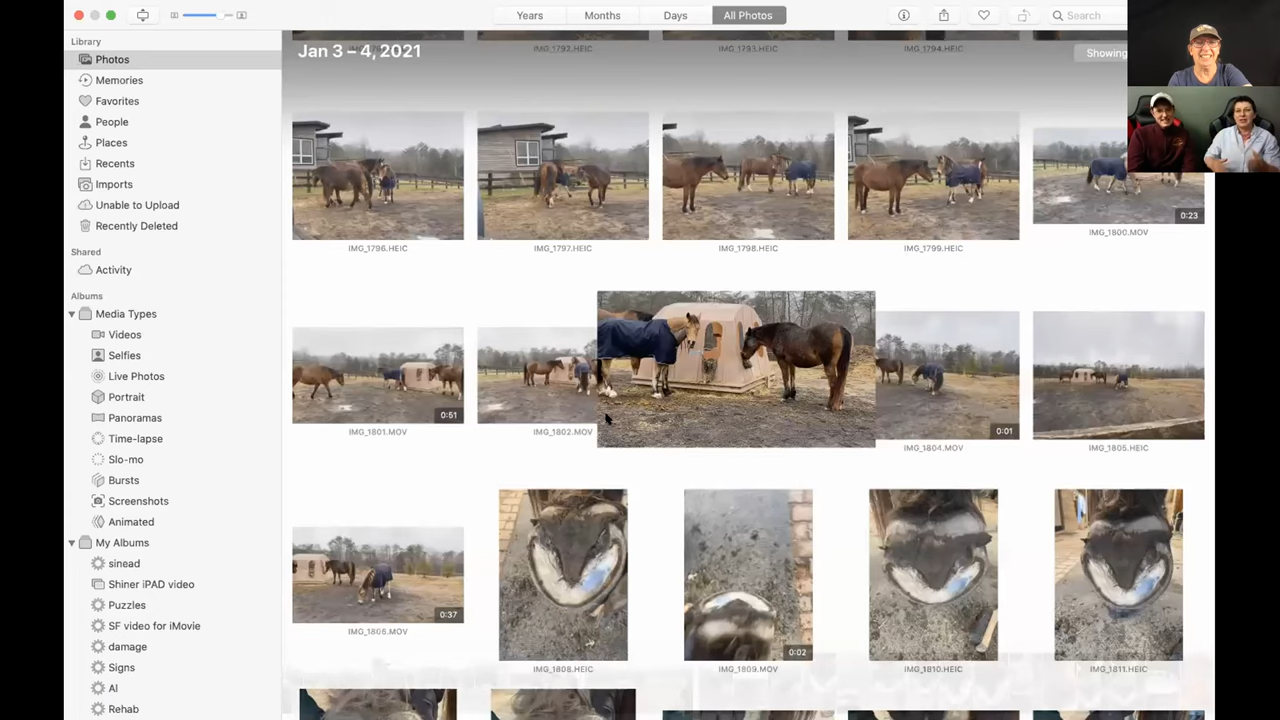 Years
Months
Days
All Photos
Search
Library
Photos
Memories
Favorites
People
Places
Recents
Imports
Unable to Upload
Recently Deleted
Shared
Activity
Albums
Media Types
Videos
Selfies
Live Photos
Portrait
Panoramas
Time-lapse
Slo-mo
Bursts
Screenshots
Animated
My Albums
sinead
Shiner iPAD video
Puzzles
SF video for iMovie
damage
Signs
AI
Rehab
Jan 3 – 4, 2021
Showing
IMG_1792.HEIC
IMG_1793.HEIC
IMG_1794.HEIC
IMG_1796.HEIC
IMG_1797.HEIC
IMG_1798.HEIC
IMG_1799.HEIC
0:23
IMG_1800.MOV
0:51
IMG_1801.MOV
IMG_1802.MOV
0:01
IMG_1804.MOV
IMG_1805.HEIC
0:37
IMG_1806.MOV
IMG_1808.HEIC
0:02
IMG_1809.MOV
IMG_1810.HEIC
IMG_1811.HEIC